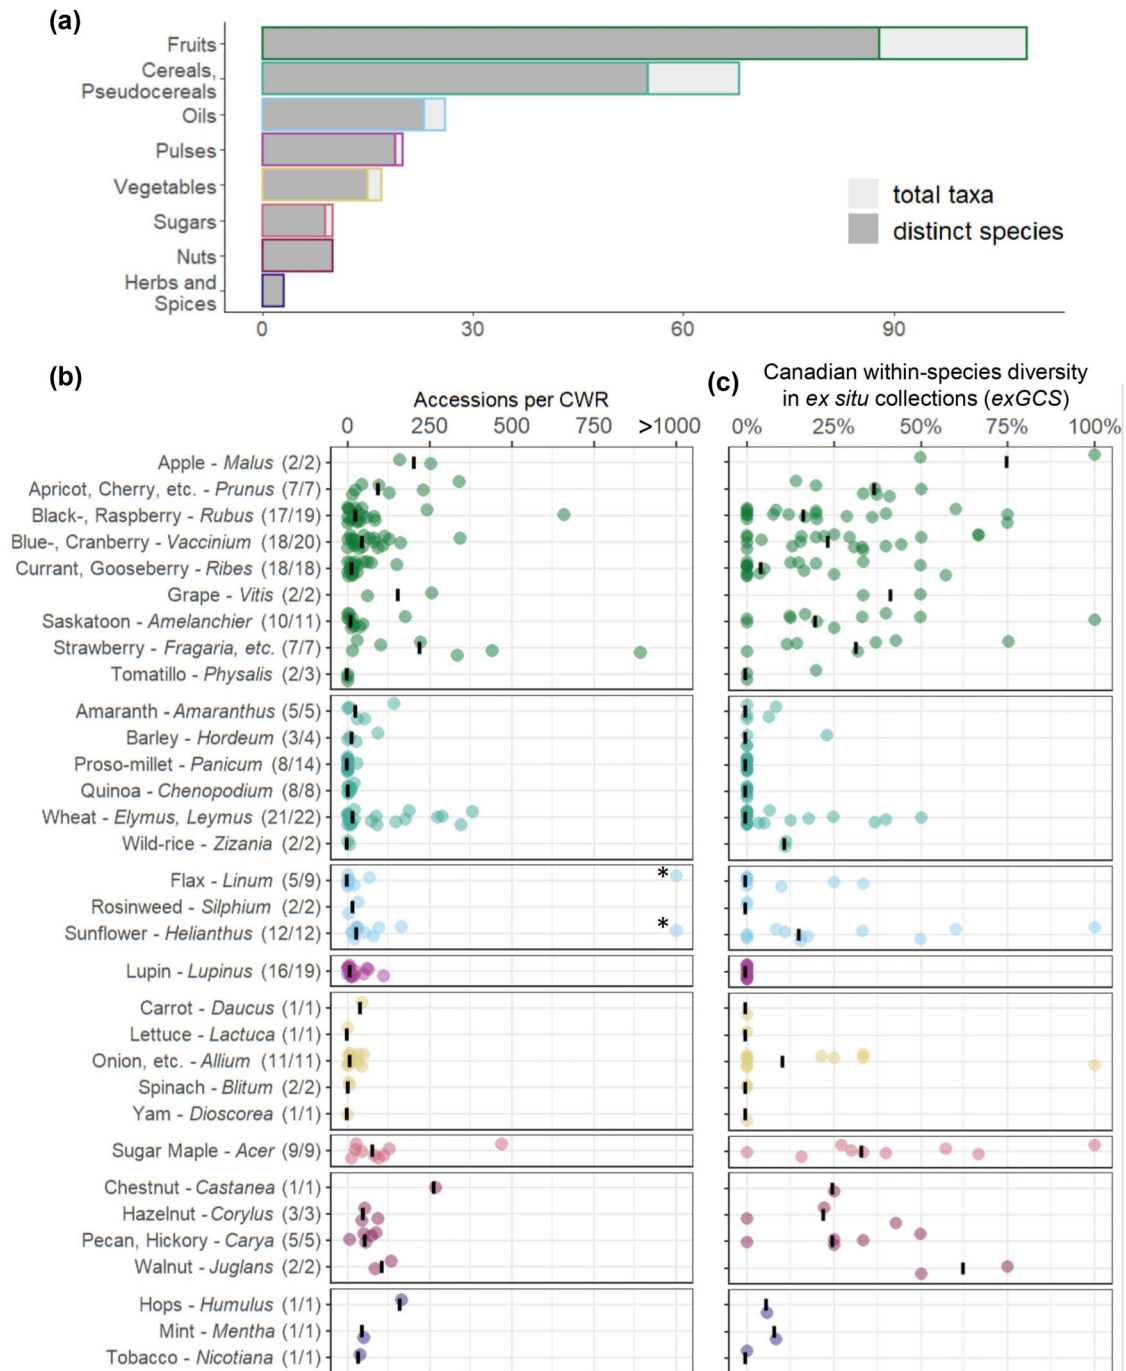 (a)
Fruits
Cereals,
Pseudocereals
Oils
Pulses
Vegetables
Sugars
Nuts
Herbs and
Spices
total taxa
distinct species
0 30 60 90
(b)
Accessions per CWR
0 250 500 750 >1000
(c)
Canadian within-species diversity
in ex situ collections (exGCS)
0% 25% 50% 75% 100%
Apple - Malus (2/2)
Apricot, Cherry, etc. - Prunus (7/7)
Black-, Raspberry - Rubus (17/19)
Blue-, Cranberry - Vaccinium (18/20)
Currant, Gooseberry - Ribes (18/18)
Grape - Vitis (2/2)
Saskatoon - Amelanchier (10/11)
Strawberry - Fragaria, etc. (7/7)
Tomatillo - Physalis (2/3)
Amaranth - Amaranthus (5/5)
Barley - Hordeum (3/4)
Proso-millet - Panicum (8/14)
Quinoa - Chenopodium (8/8)
Wheat - Elymus, Leymus (21/22)
Wild-rice - Zizania (2/2)
Flax - Linum (5/9) *
Rosinweed - Silphium (2/2)
Sunflower - Helianthus (12/12) *
Lupin - Lupinus (16/19)
Carrot - Daucus (1/1)
Lettuce - Lactuca (1/1)
Onion, etc. - Allium (11/11)
Spinach - Blitum (2/2)
Yam - Dioscorea (1/1)
Sugar Maple - Acer (9/9)
Chestnut - Castanea (1/1)
Hazelnut - Corylus (3/3)
Pecan, Hickory - Carya (5/5)
Walnut - Juglans (2/2)
Hops - Humulus (1/1)
Mint - Mentha (1/1)
Tobacco - Nicotiana (1/1)